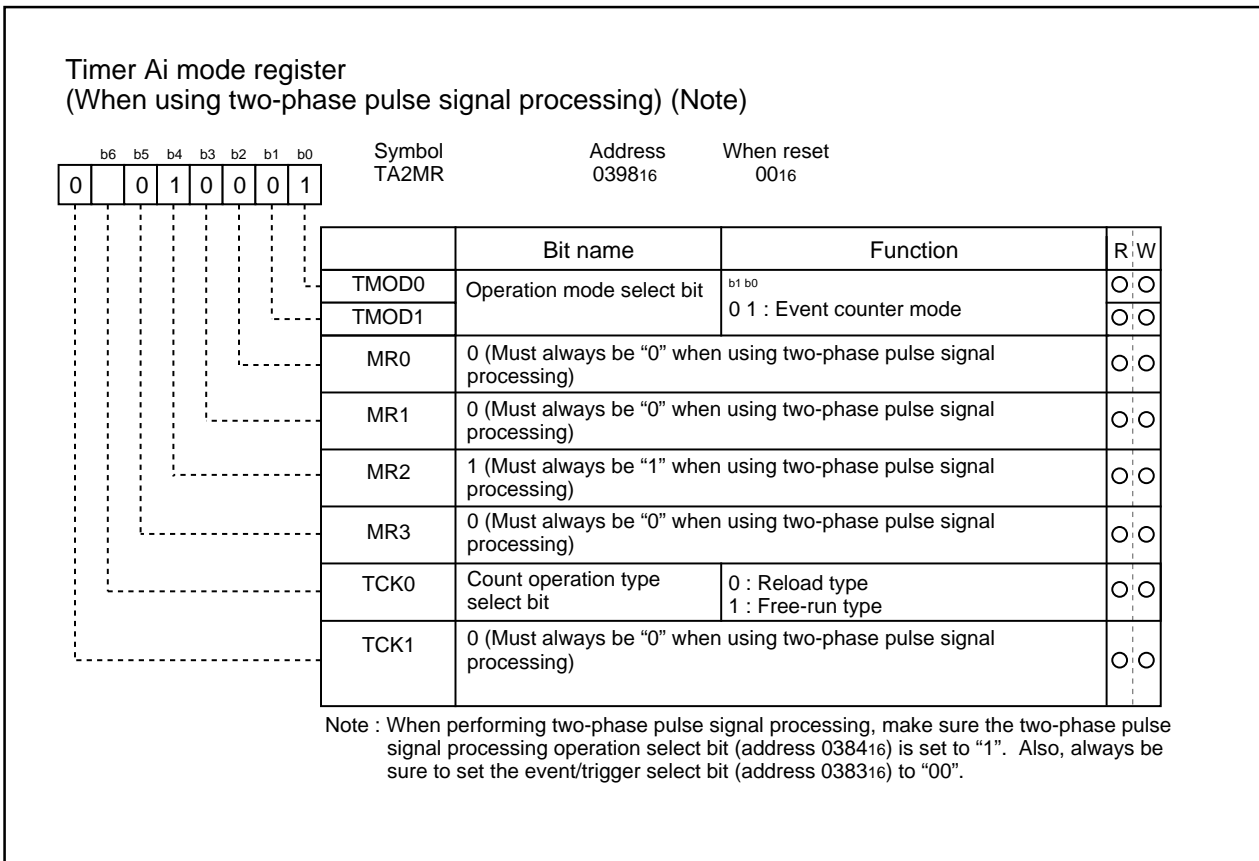 Timer Ai mode register
(When using two-phase pulse signal processing) (Note)
b6 b5 b4 b3 b2 b1 b0
0 0 1 0 0 0 1
Symbol Address When reset
TA2MR 039816 0016
Bit name Function R W
TMOD0 Operation mode select bit b1 b0
TMOD1 0 1 : Event counter mode
MR0 0 (Must always be “0” when using two-phase pulse signal
processing)
MR1 0 (Must always be “0” when using two-phase pulse signal
processing)
MR2 1 (Must always be “1” when using two-phase pulse signal
processing)
MR3 0 (Must always be “0” when using two-phase pulse signal
processing)
TCK0 Count operation type 0 : Reload type
select bit 1 : Free-run type
TCK1 0 (Must always be “0” when using two-phase pulse signal
processing)
Note : When performing two-phase pulse signal processing, make sure the two-phase pulse
signal processing operation select bit (address 038416) is set to “1”. Also, always be
sure to set the event/trigger select bit (address 038316) to “00”.